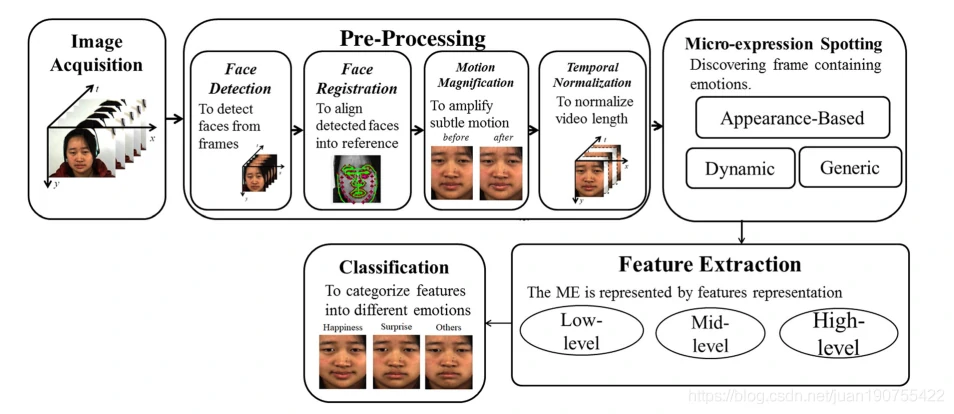 Image
Acquisition
t
x
y
Pre-Processing
Face
Detection
To detect
faces from
frames
Face
Registration
To align
detected faces
into reference
Motion
Magnification
To amplify
subtle motion
before after
Temporal
Normalization
To normalize
video length
t
x
y
Micro-expression Spotting
Discovering frame containing
emotions.
Appearance-Based
Dynamic
Generic
Feature Extraction
The ME is represented by features representation
Low-
level
Mid-
level
High-
level
Classification
To categorize features
into different emotions
Happiness Surprise Others
https://blog.csdn.net/juan190755422